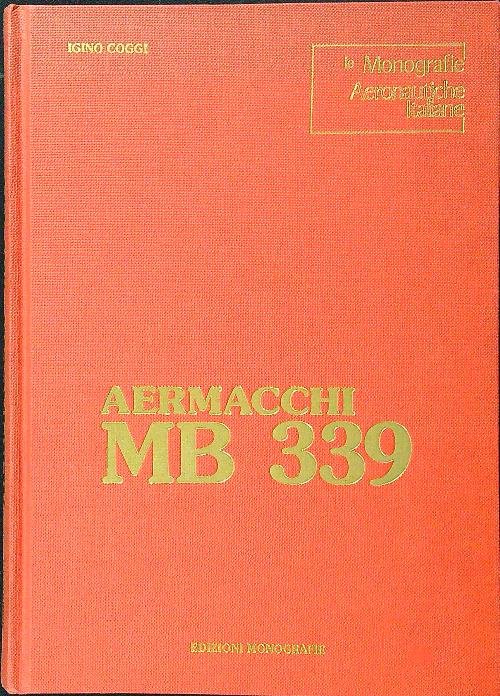 IGINO COGGI
le Monografie
Aeronautiche
Italiane
AERMACCHI
MB 339
EDIZIONI MONOGRAFIE